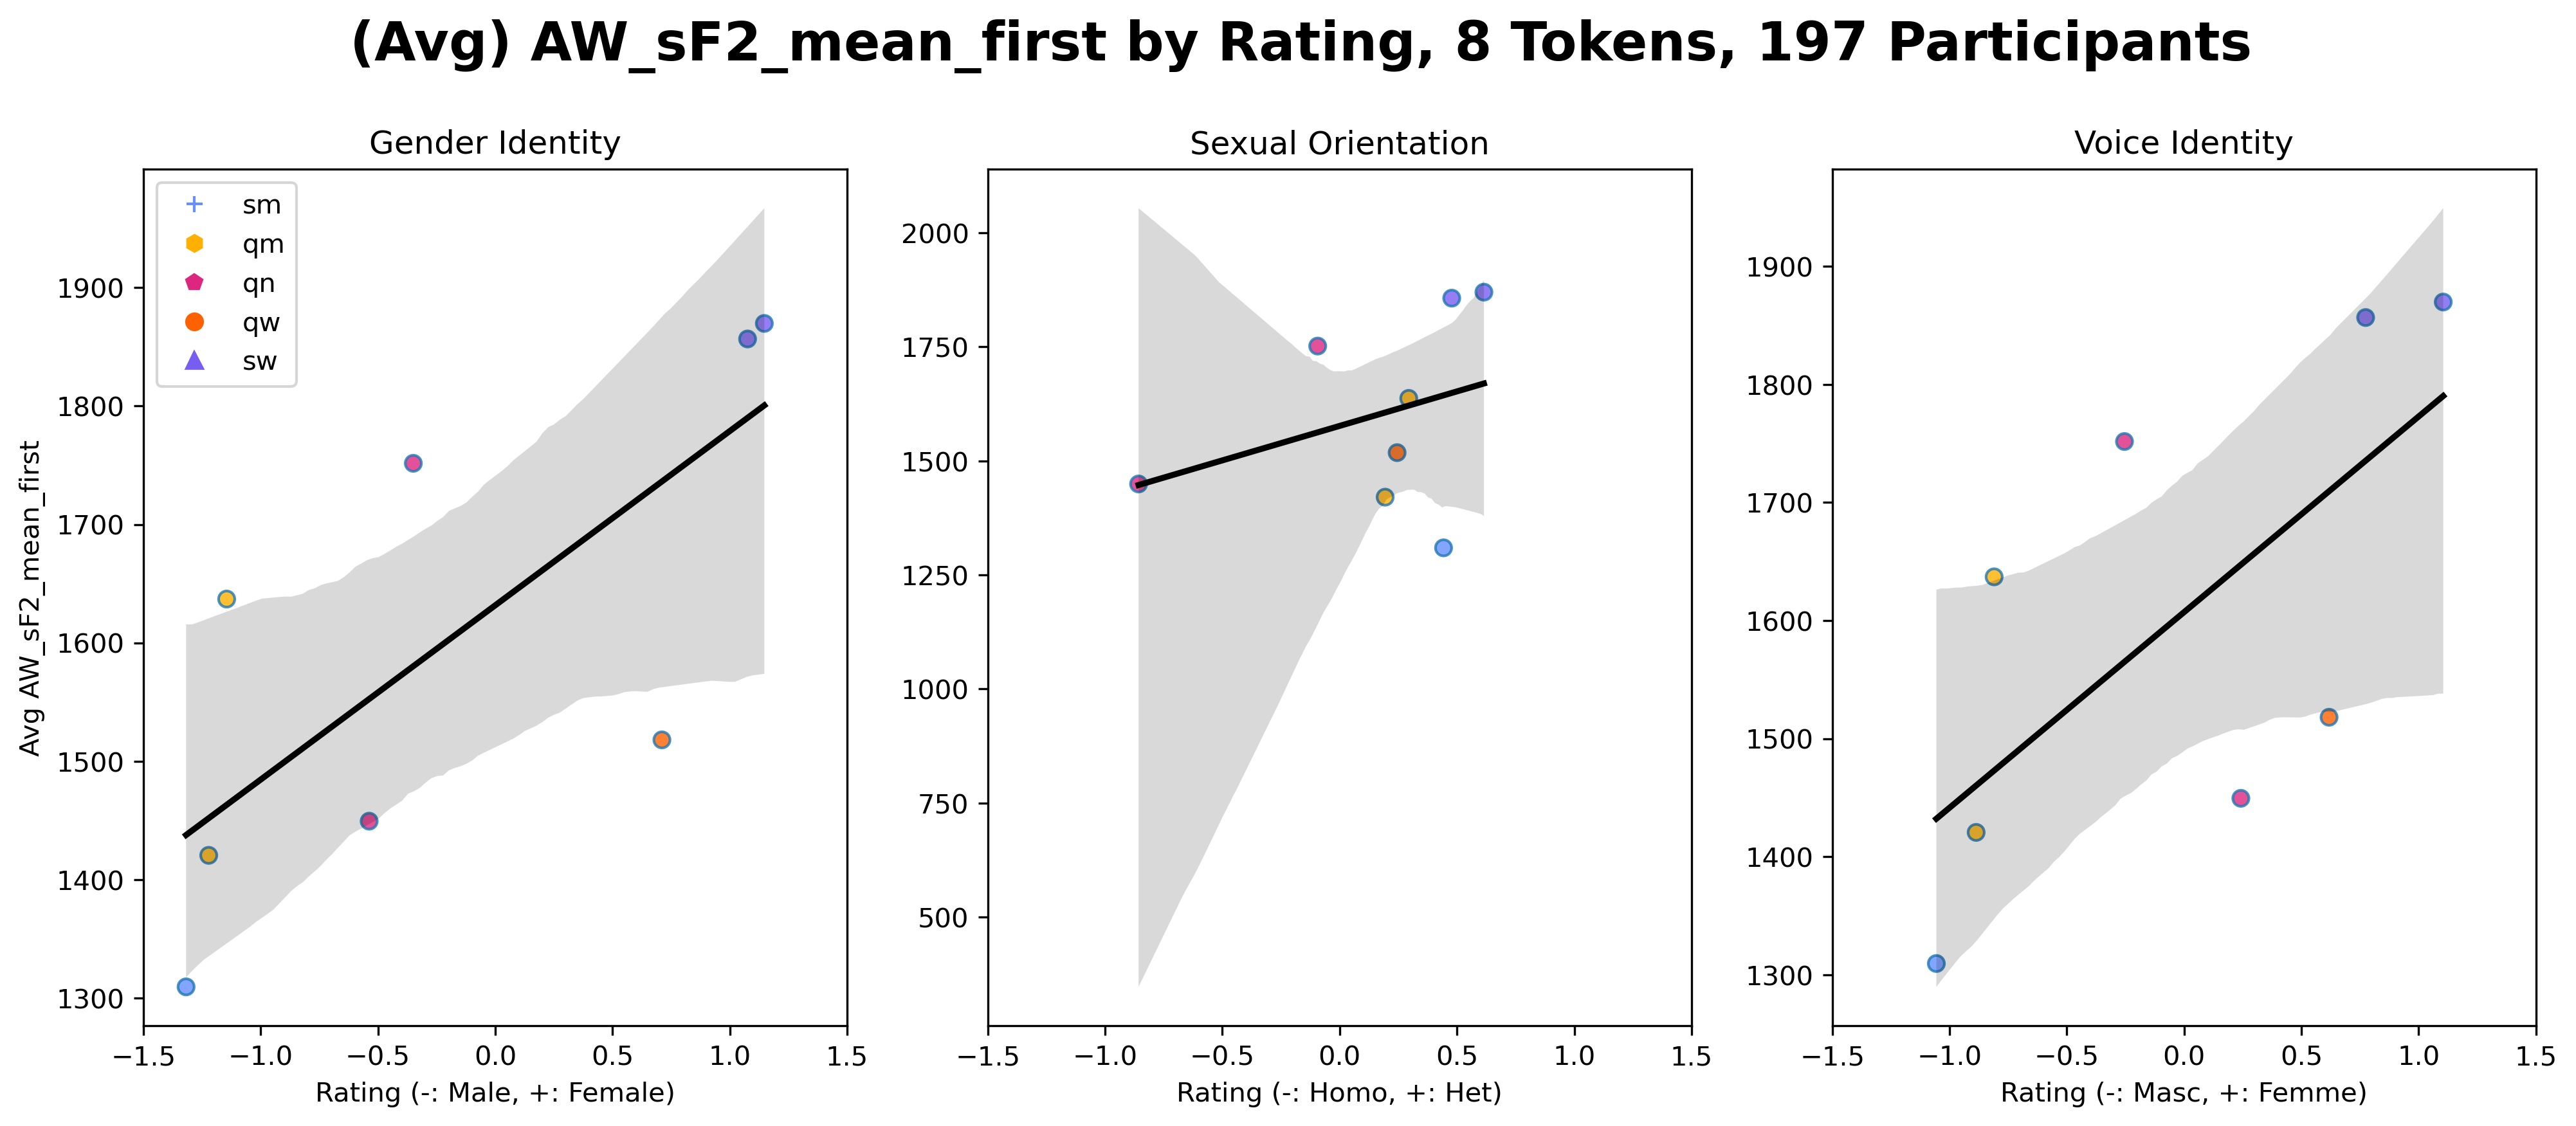 (Avg) AW_sF2_mean_first by Rating, 8 Tokens, 197 Participants
Gender Identity
sm
qm
qn
qw
sw
Avg AW_sF2_mean_first
1900
1800
1700
1600
1500
1400
1300
−1.5 −1.0 −0.5 0.0 0.5 1.0 1.5
Rating (-: Male, +: Female)
Sexual Orientation
2000
1750
1500
1250
1000
750
500
−1.5 −1.0 −0.5 0.0 0.5 1.0 1.5
Rating (-: Homo, +: Het)
Voice Identity
1900
1800
1700
1600
1500
1400
1300
−1.5 −1.0 −0.5 0.0 0.5 1.0 1.5
Rating (-: Masc, +: Femme)